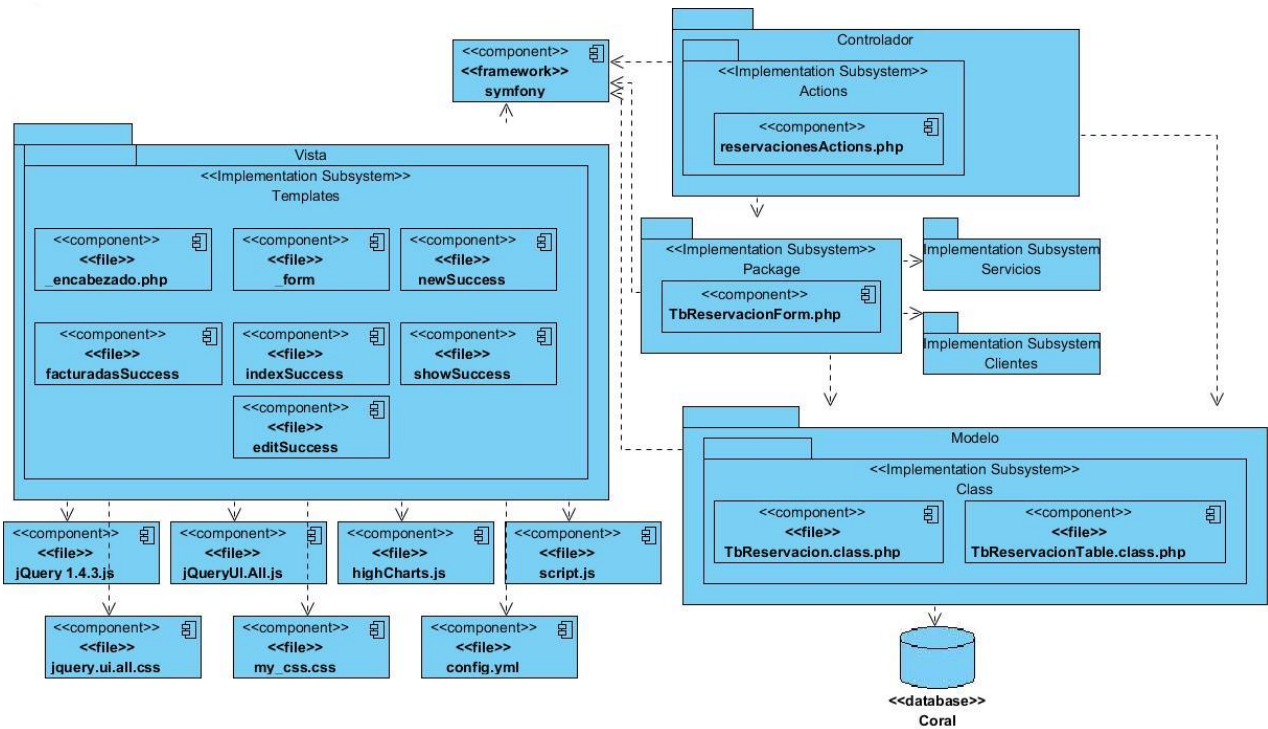 <<component>>
<<framework>>
symfony
Controlador
<<Implementation Subsystem>>
Actions
<<component>>
reservacionesActions.php
Vista
<<Implementation Subsystem>>
Templates
<<component>>
<<file>>
_encabezado.php
<<component>>
<<file>>
_form
<<component>>
<<file>>
newSuccess
<<component>>
<<file>>
facturadasSuccess
<<component>>
<<file>>
indexSuccess
<<component>>
<<file>>
showSuccess
<<component>>
<<file>>
editSuccess
<<Implementation Subsystem>>
Package
<<component>>
TbReservacionForm.php
Implementation Subsystem
Servicios
Implementation Subsystem
Clientes
Modelo
<<Implementation Subsystem>>
Class
<<component>>
<<file>>
TbReservacion.class.php
<<component>>
<<file>>
TbReservacionTable.class.php
<<component>>
<<file>>
jQuery 1.4.3.js
<<component>>
<<file>>
jQueryUI.All.js
<<component>>
<<file>>
highCharts.js
<<component>>
<<file>>
script.js
<<component>>
<<file>>
jquery.ui.all.css
<<component>>
<<file>>
my_css.css
<<component>>
<<file>>
config.yml
<<database>>
Coral